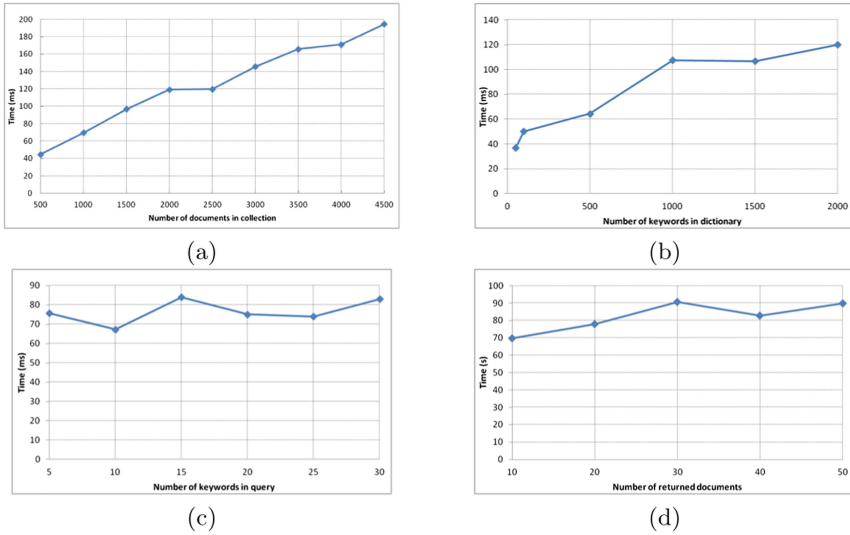 200
180
160
140
120
100
80
60
40
20
0
Time (ms)
500 1000 1500 2000 2500 3000 3500 4000 4500
Number of documents in collection
(a)
140
120
100
80
60
40
20
0
Time (ms)
0 500 1000 1500 2000
Number of keywords in dictionary
(b)
90
80
70
60
50
40
30
20
10
0
Time (ms)
5 10 15 20 25 30
Number of keywords in query
(c)
100
90
80
70
60
50
40
30
20
10
0
Time (s)
10 20 30 40 50
Number of returned documents
(d)